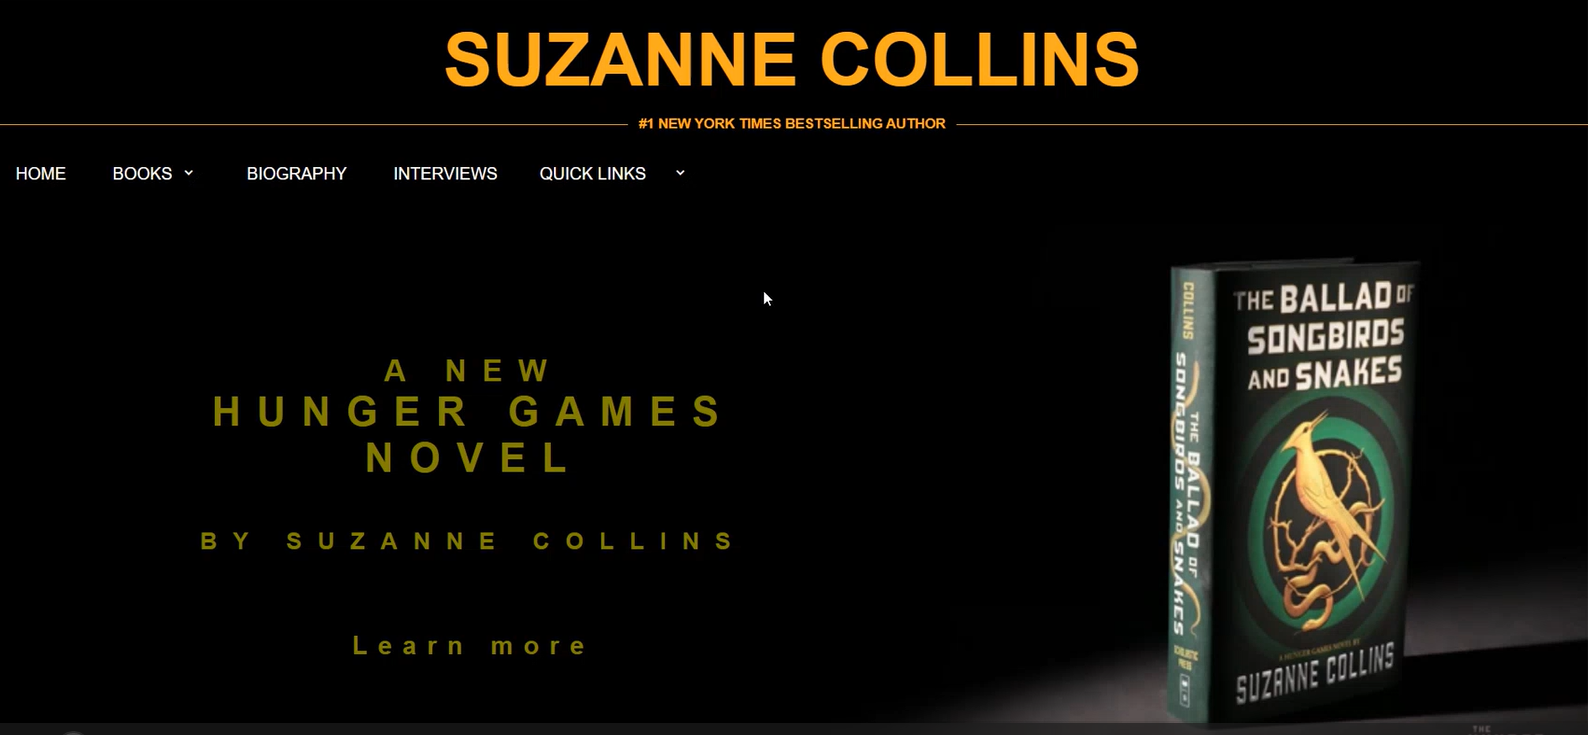 SUZANNE COLLINS
#1 NEW YORK TIMES BESTSELLING AUTHOR
HOME BOOKS BIOGRAPHY INTERVIEWS QUICK LINKS
A NEW
HUNGER GAMES
NOVEL
BY SUZANNE COLLINS
Learn more
COLLINS
THE BALLAD OF
SONGBIRDS AND SNAKES
SCHOLASTIC
PRESS
THE BALLAD OF
SONGBIRDS
AND SNAKES
A HUNGER GAMES NOVEL BY
SUZANNE COLLINS
THE